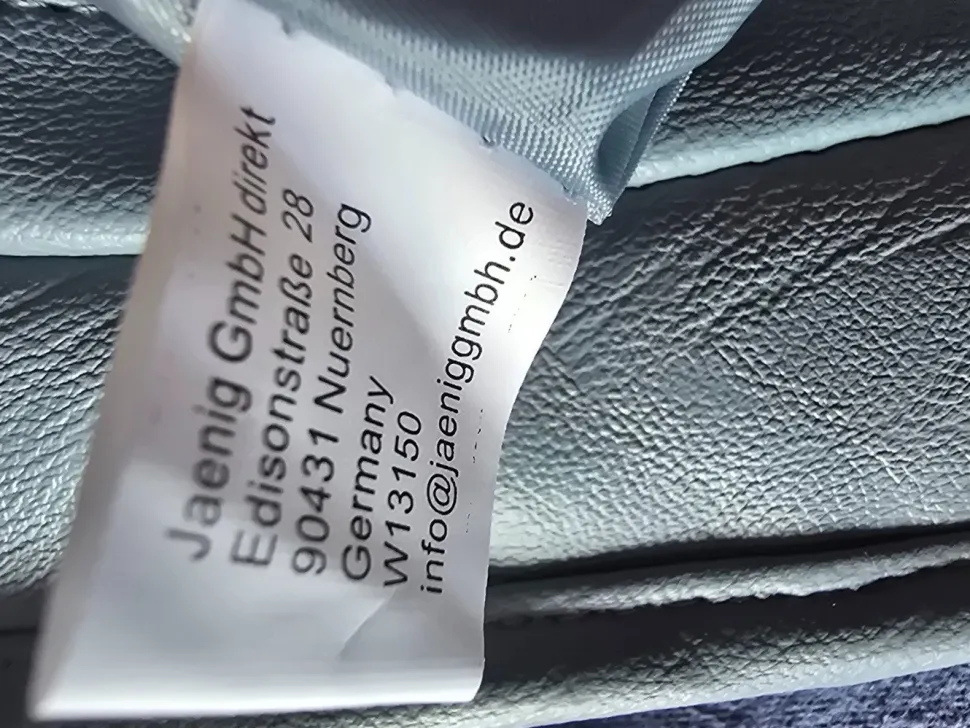 Jaenig GmbH direkt
Edisonstraße 28
90431 Nuernberg
Germany
W13150
info@jaeniggmbh.de